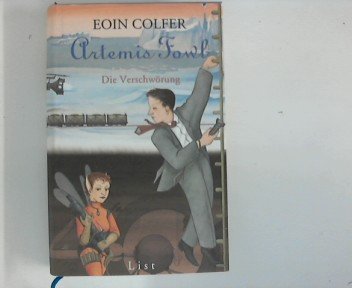 EOIN COLFER
Artemis Fowl
Die Verschwörung
List